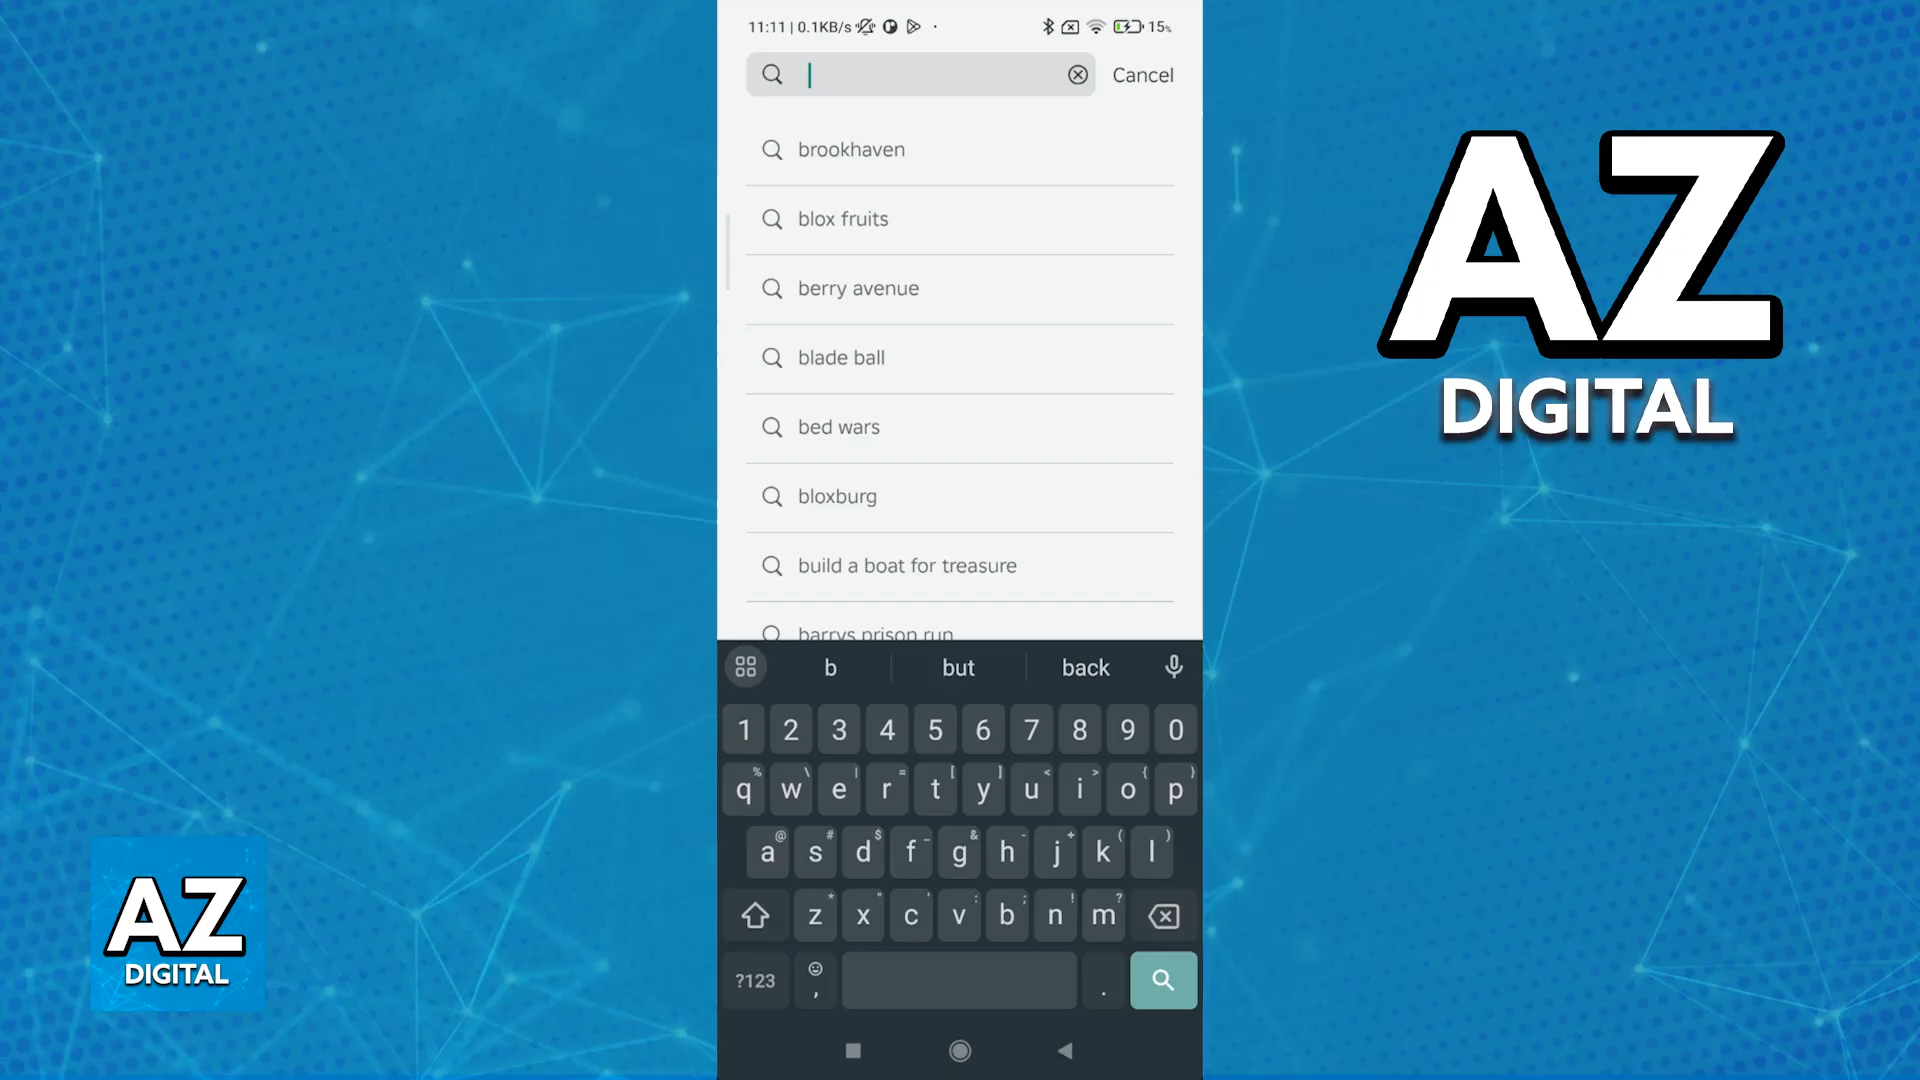 11:11 | 0.1KB/s
15%
Cancel
brookhaven
blox fruits
berry avenue
blade ball
bed wars
bloxburg
build a boat for treasure
barrys prison run
b but back
1 2 3 4 5 6 7 8 9 0
% \ | = [ ] < > { }
q w e r t y u i o p
@ # $ _ & - + ( )
a s d f g h j k l
* " ' : ; ! ?
z x c v b n m
?123 , .
AZ
DIGITAL
AZ
DIGITAL